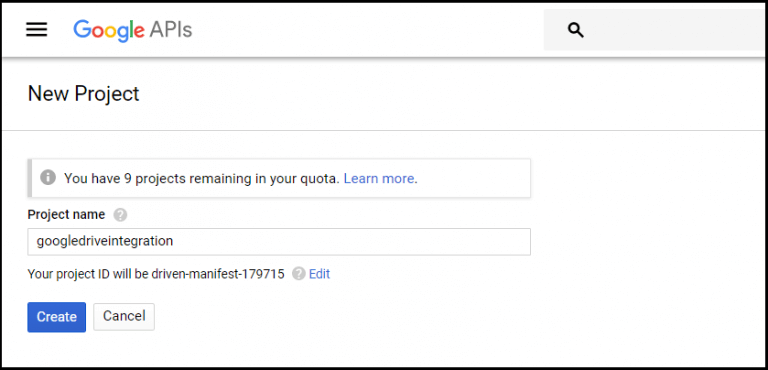 Google APIs
New Project
You have 9 projects remaining in your quota. Learn more.
Project name
googledriveintegration
Your project ID will be driven-manifest-179715 Edit
Create Cancel